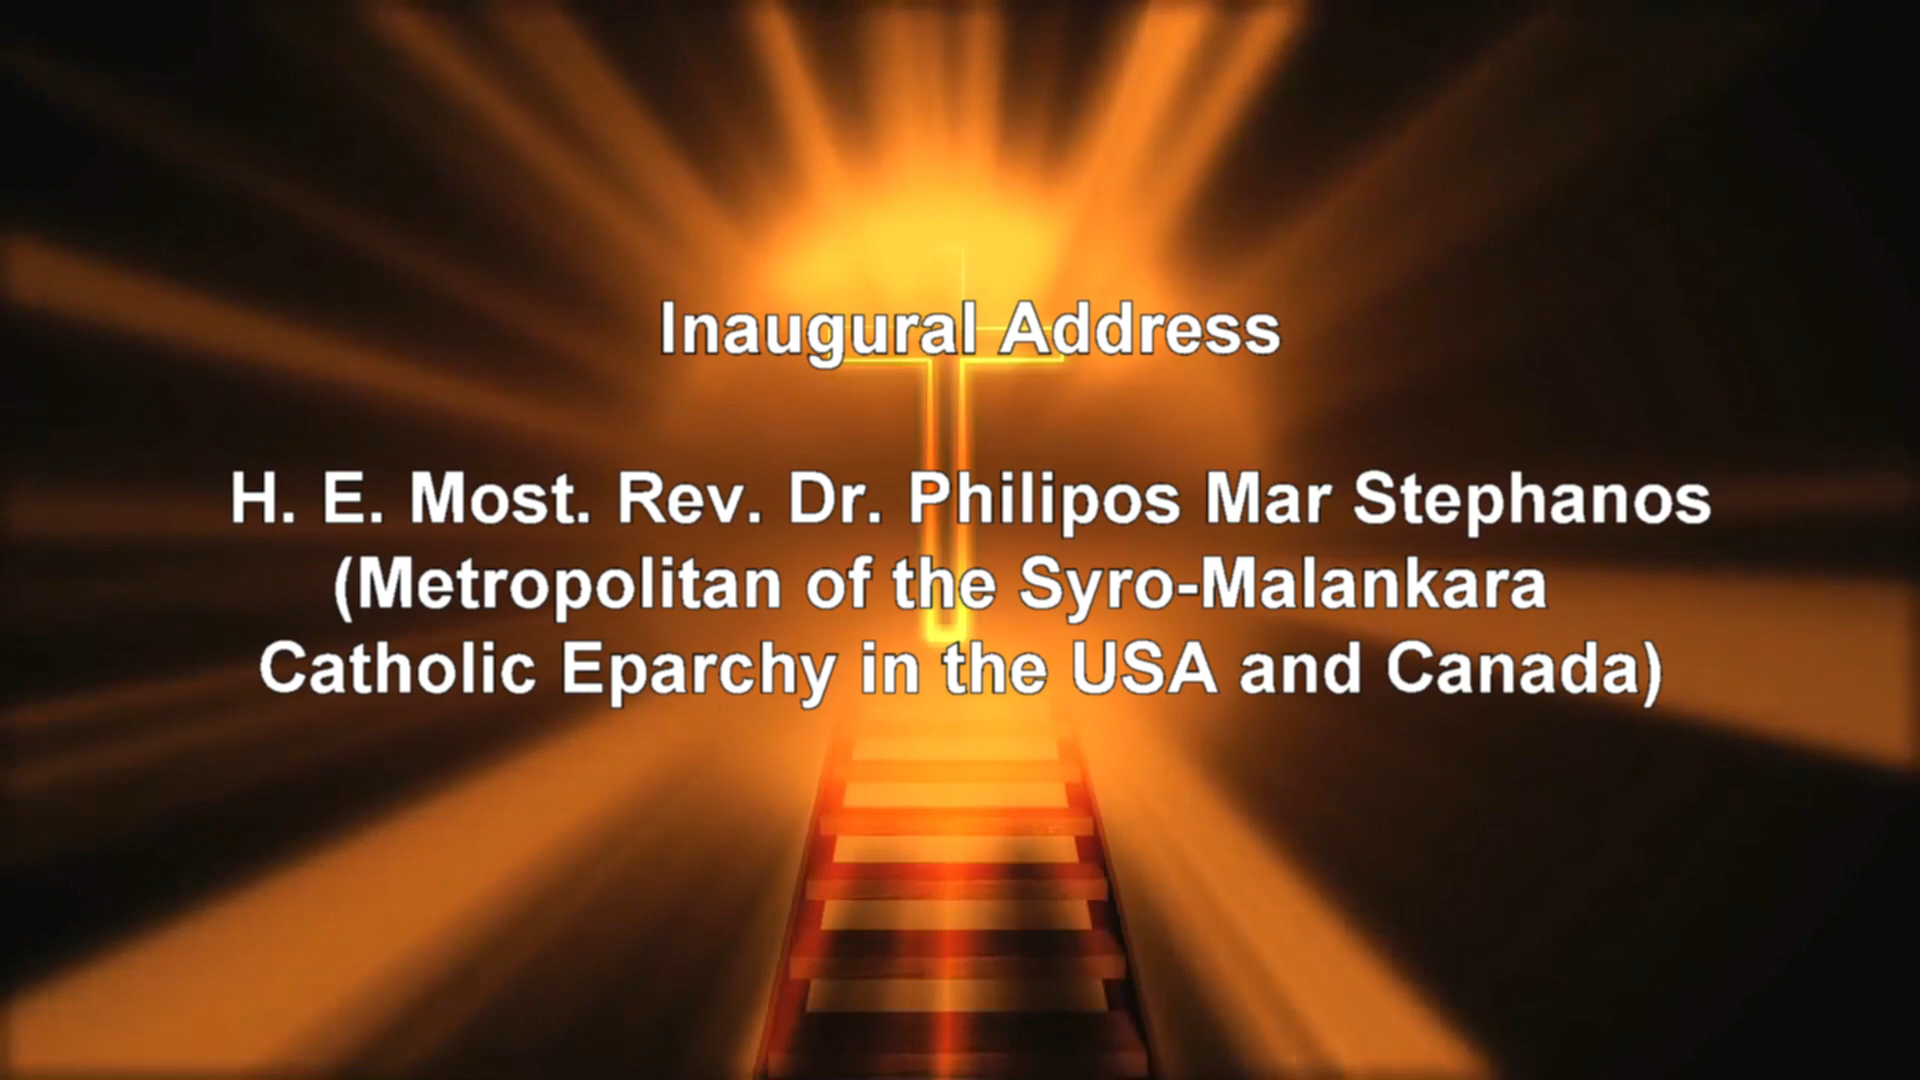 Inaugural Address
H. E. Most. Rev. Dr. Philipos Mar Stephanos
(Metropolitan of the Syro-Malankara
Catholic Eparchy in the USA and Canada)